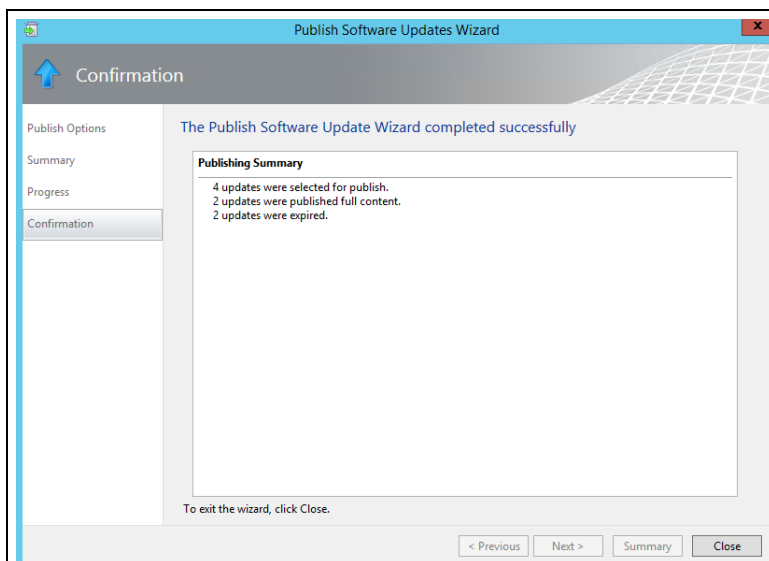 Publish Software Updates Wizard
x
Confirmation
Publish Options
Summary
Progress
Confirmation
The Publish Software Update Wizard completed successfully
Publishing Summary
4 updates were selected for publish.
2 updates were published full content.
2 updates were expired.
To exit the wizard, click Close.
< Previous
Next >
Summary
Close